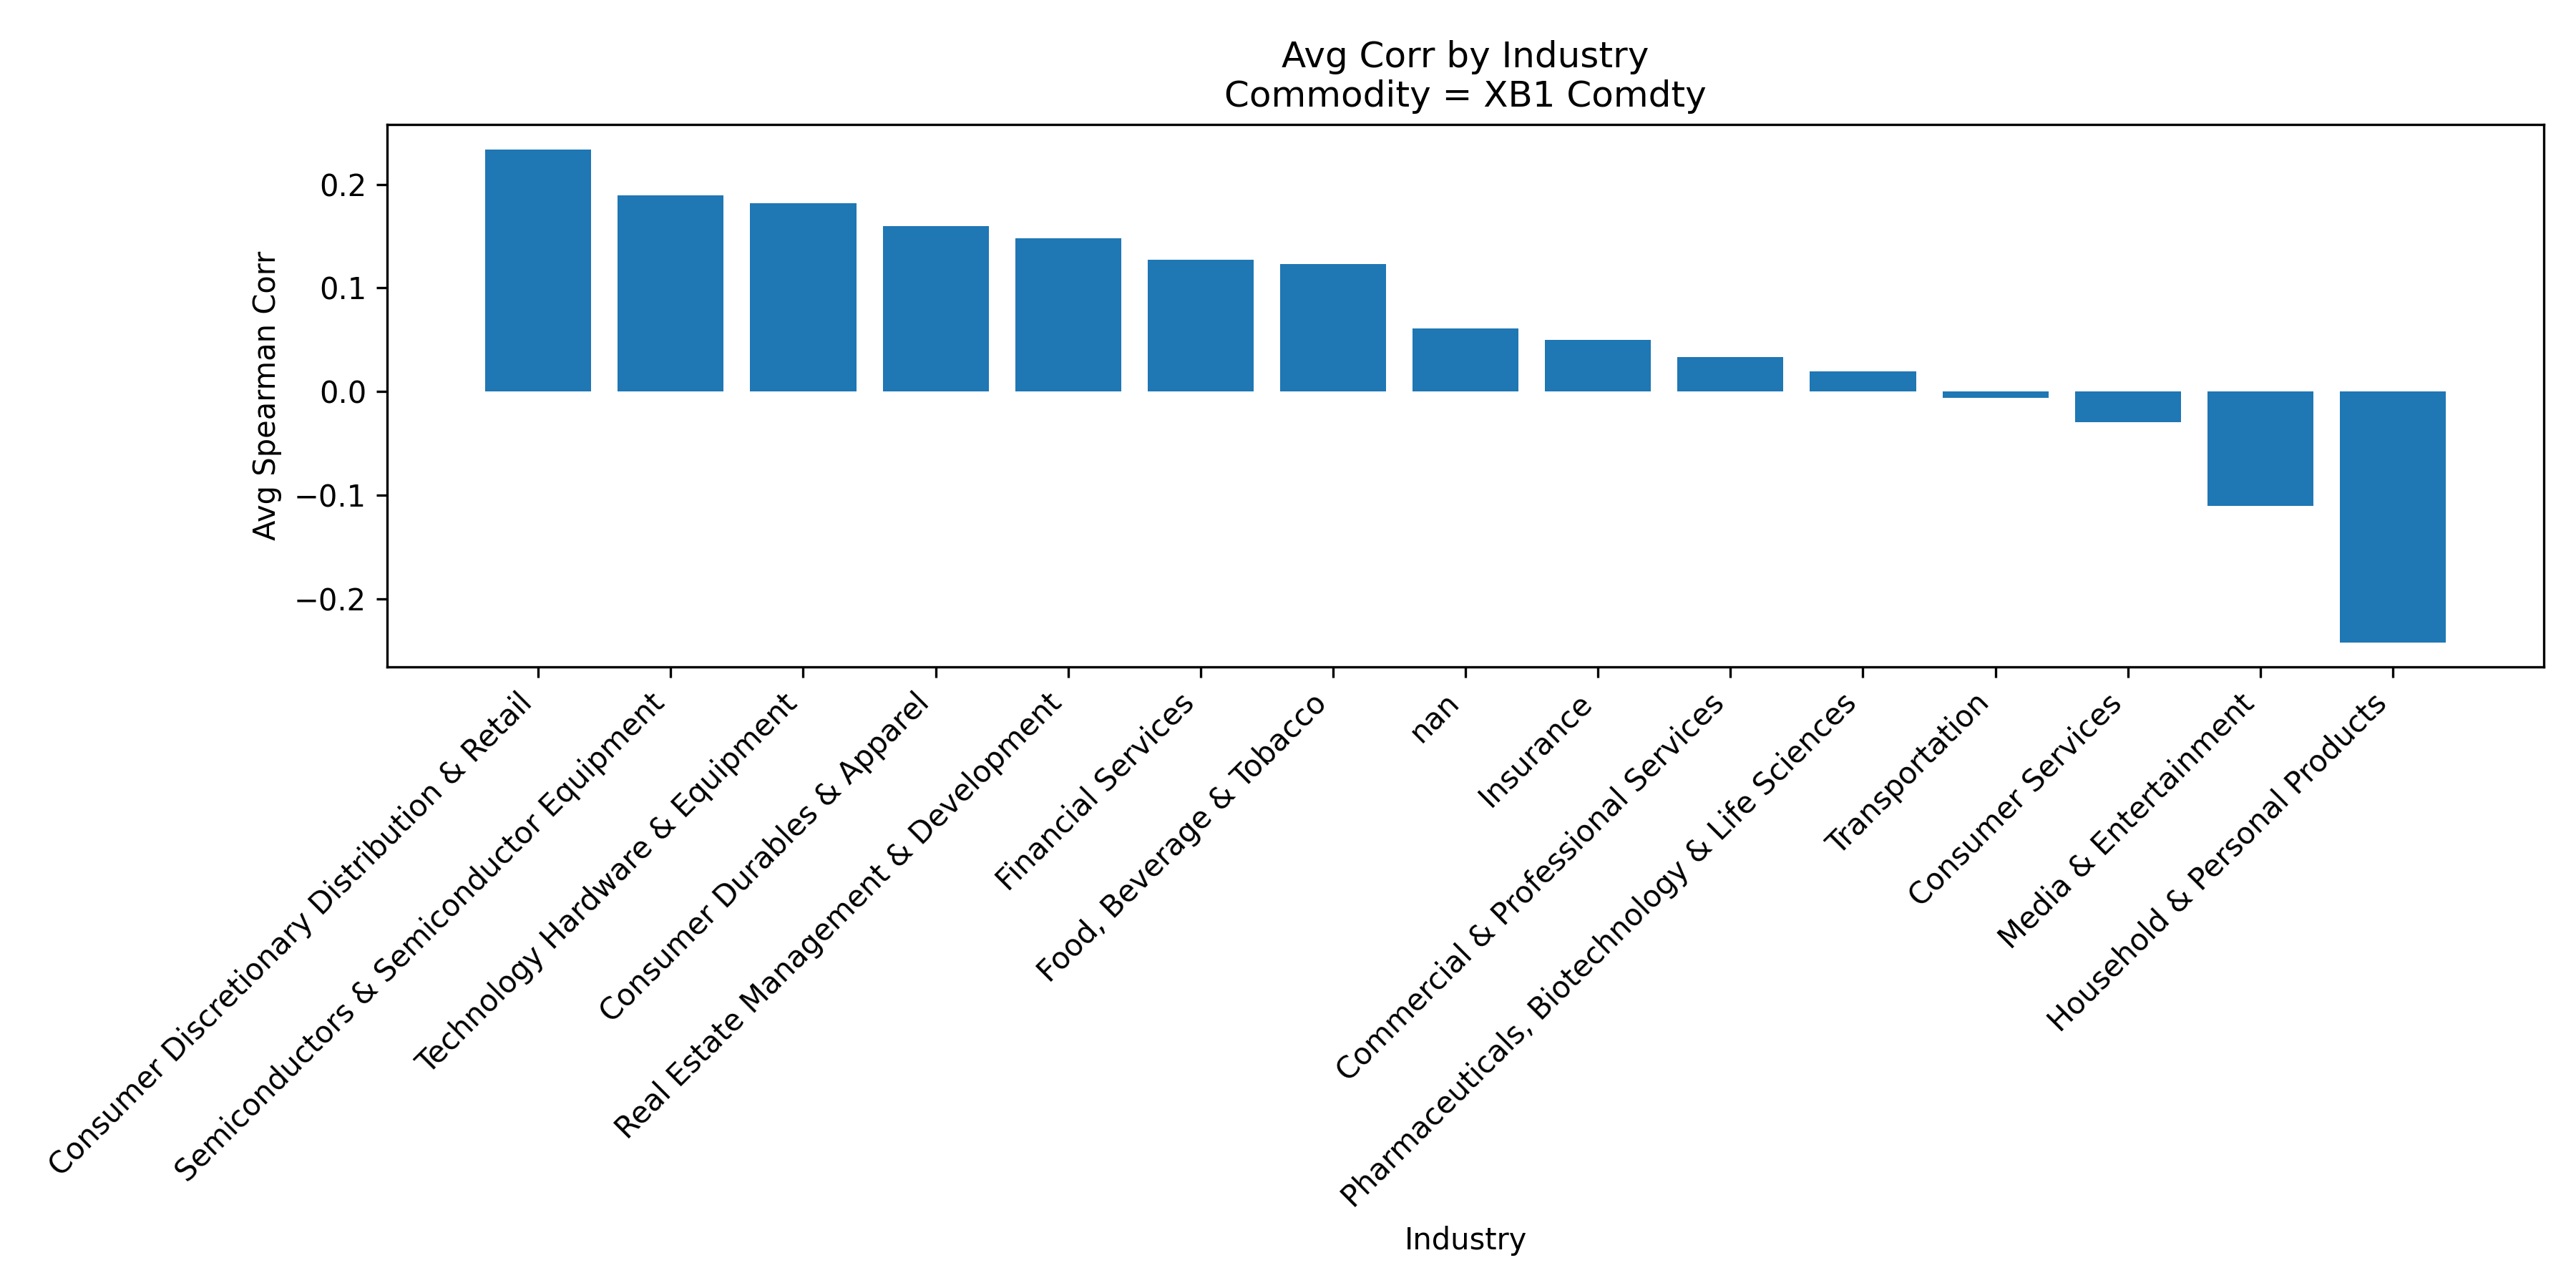 Avg Corr by Industry
Commodity = XB1 Comdty
Avg Spearman Corr
0.2
0.1
0.0
−0.1
−0.2
Consumer Discretionary Distribution & Retail
Semiconductors & Semiconductor Equipment
Technology Hardware & Equipment
Consumer Durables & Apparel
Real Estate Management & Development
Financial Services
Food, Beverage & Tobacco
nan
Insurance
Commercial & Professional Services
Pharmaceuticals, Biotechnology & Life Sciences
Transportation
Consumer Services
Media & Entertainment
Household & Personal Products
Industry